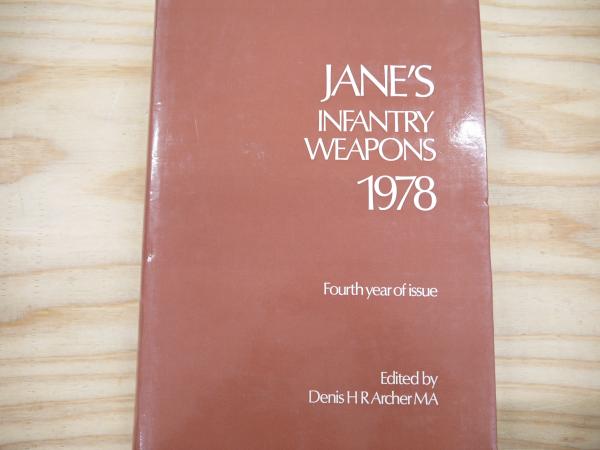 JANE'S
INFANTRY
WEAPONS
1978
Fourth year of issue
Edited by
Denis H R Archer MA